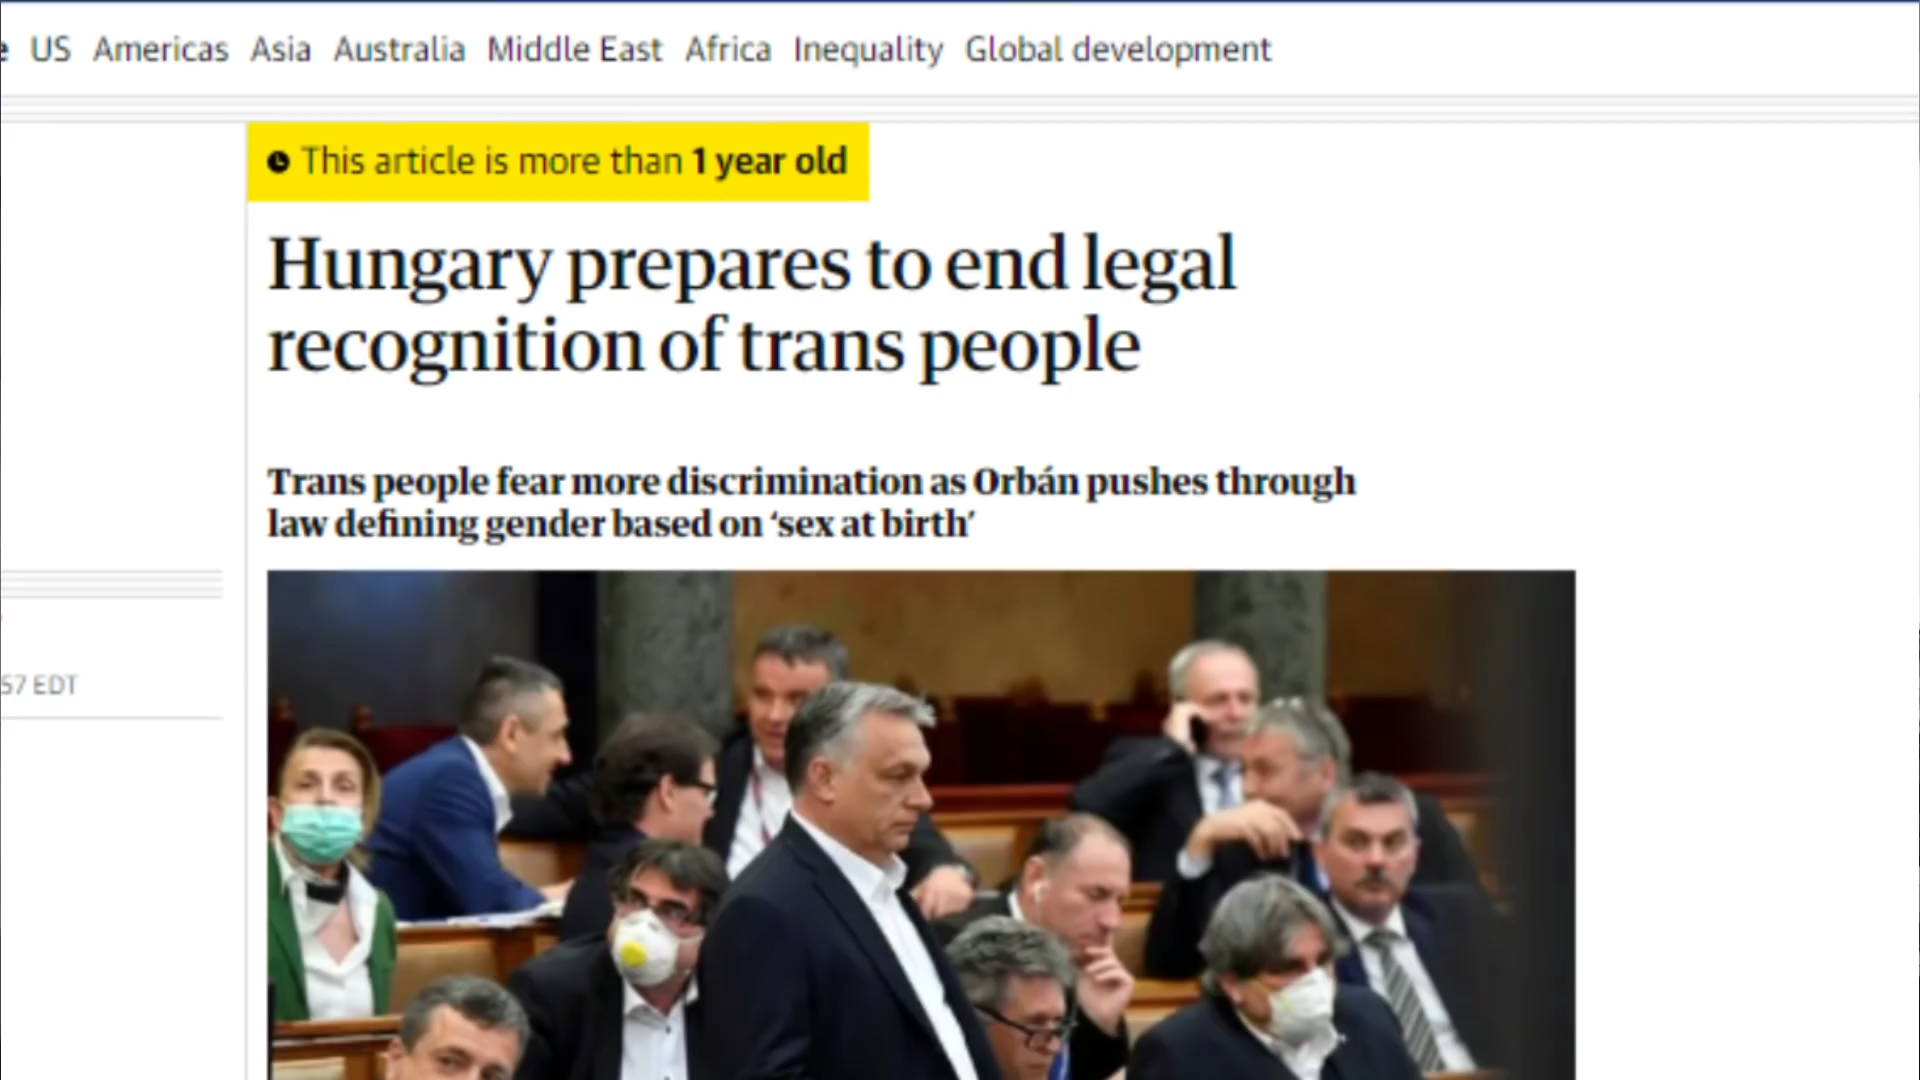 US Americas Asia Australia Middle East Africa Inequality Global development
This article is more than 1 year old
Hungary prepares to end legal
recognition of trans people
Trans people fear more discrimination as Orbán pushes through
law defining gender based on ‘sex at birth’
57 EDT